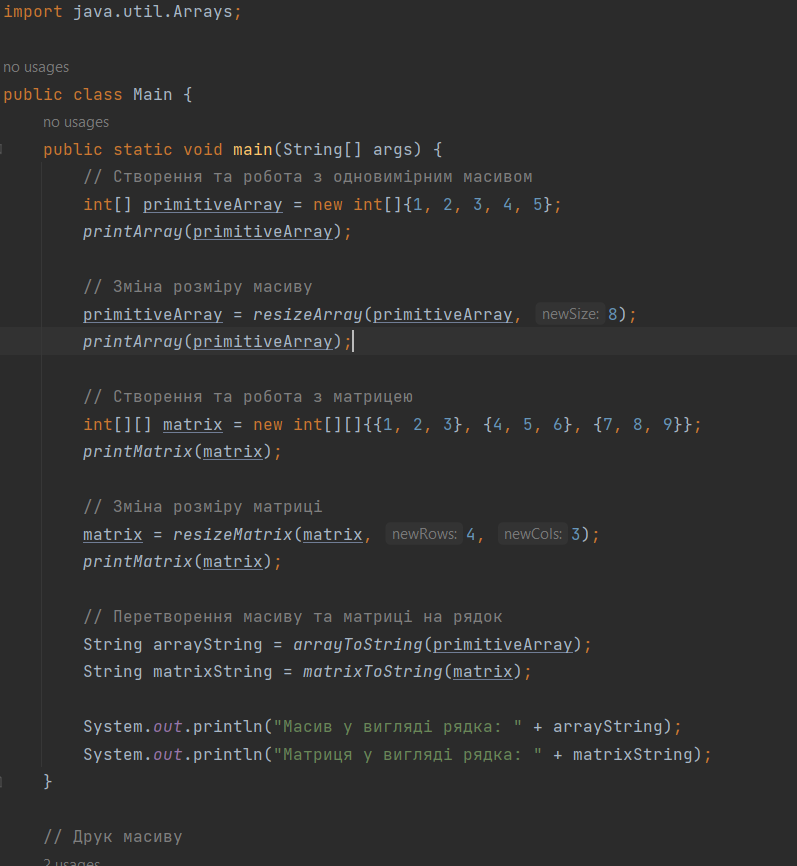 import java.util.Arrays;
no usages
public class Main {
no usages
public static void main(String[] args) {
// Створення та робота з одновимірним масивом
int[] primitiveArray = new int[]{1, 2, 3, 4, 5};
printArray(primitiveArray);
// Зміна розміру масиву
primitiveArray = resizeArray(primitiveArray, newSize: 8);
printArray(primitiveArray);
// Створення та робота з матрицею
int[][] matrix = new int[][]{{1, 2, 3}, {4, 5, 6}, {7, 8, 9}};
printMatrix(matrix);
// Зміна розміру матриці
matrix = resizeMatrix(matrix, newRows: 4, newCols: 3);
printMatrix(matrix);
// Перетворення масиву та матриці на рядок
String arrayString = arrayToString(primitiveArray);
String matrixString = matrixToString(matrix);
System.out.println("Масив у вигляді рядка: " + arrayString);
System.out.println("Матриця у вигляді рядка: " + matrixString);
}
// Друк масиву
2 usages